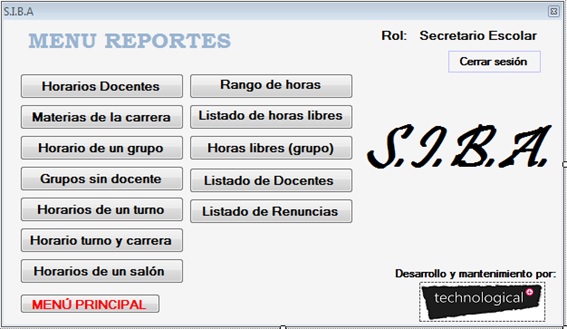 S.I.B.A
MENU REPORTES
Rol: Secretario Escolar
Cerrar sesión
Horarios Docentes
Materias de la carrera
Horario de un grupo
Grupos sin docente
Horarios de un turno
Horario turno y carrera
Horarios de un salón
MENÚ PRINCIPAL
Rango de horas
Listado de horas libres
Horas libres (grupo)
Listado de Docentes
Listado de Renuncias
S.I.B.A.
Desarrollo y mantenimiento por:
technological